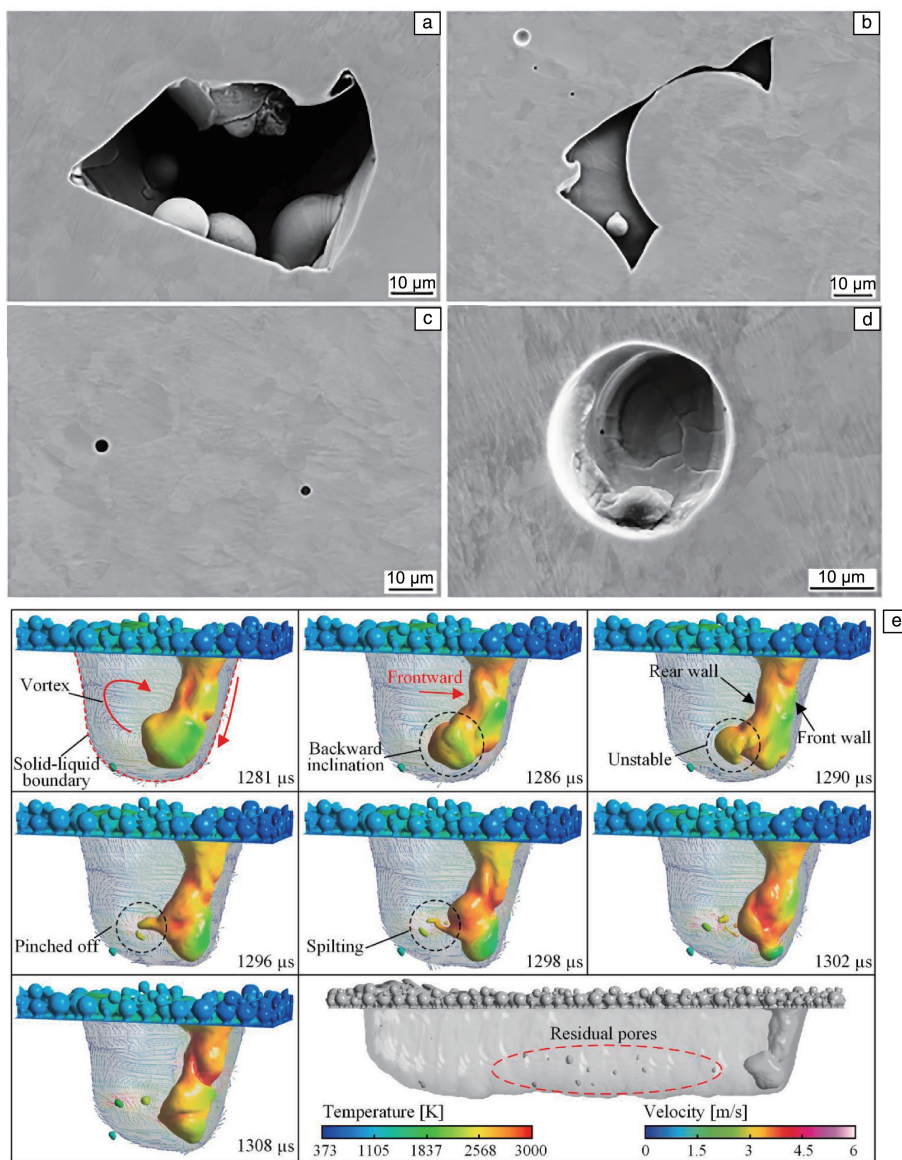 a
b
10 µm
10 µm
c
d
10 µm
10 µm
e
Vortex
Solid-liquid
boundary
1281 µs
Frontward
Backward
inclination
1286 µs
Rear wall
Unstable
Front wall
1290 µs
Pinched off
1296 µs
Spilting
1298 µs
1302 µs
1308 µs
Residual pores
Temperature [K]
373 1105 1837 2568 3000
Velocity [m/s]
0 1.5 3 4.5 6